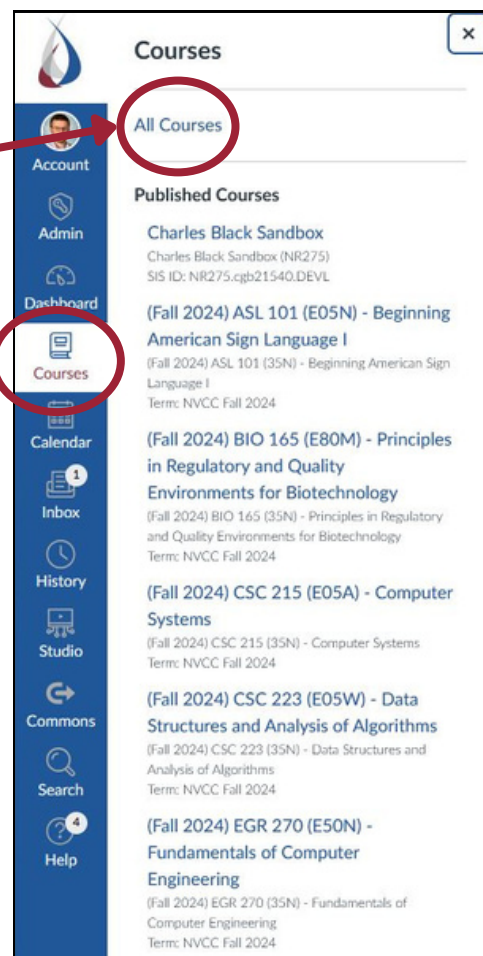 Courses
×
All Courses
Published Courses
Charles Black Sandbox
Charles Black Sandbox (NR275)
SIS ID: NR275.cgb21540.DEVL
(Fall 2024) ASL 101 (E05N) - Beginning
American Sign Language I
(Fall 2024) ASL 101 (35N) - Beginning American Sign
Language I
Term: NVCC Fall 2024
(Fall 2024) BIO 165 (E80M) - Principles
in Regulatory and Quality
Environments for Biotechnology
(Fall 2024) BIO 165 (35N) - Principles in Regulatory
and Quality Environments for Biotechnology
Term: NVCC Fall 2024
(Fall 2024) CSC 215 (E05A) - Computer
Systems
(Fall 2024) CSC 215 (35N) - Computer Systems
Term: NVCC Fall 2024
(Fall 2024) CSC 223 (E05W) - Data
Structures and Analysis of Algorithms
(Fall 2024) CSC 223 (35N) - Data Structures and
Analysis of Algorithms
Term: NVCC Fall 2024
(Fall 2024) EGR 270 (E50N) -
Fundamentals of Computer
Engineering
(Fall 2024) EGR 270 (35N) - Fundamentals of
Computer Engineering
Term: NVCC Fall 2024
Account
Admin
Dashboard
Courses
Calendar
1
Inbox
History
Studio
Commons
Search
4
Help